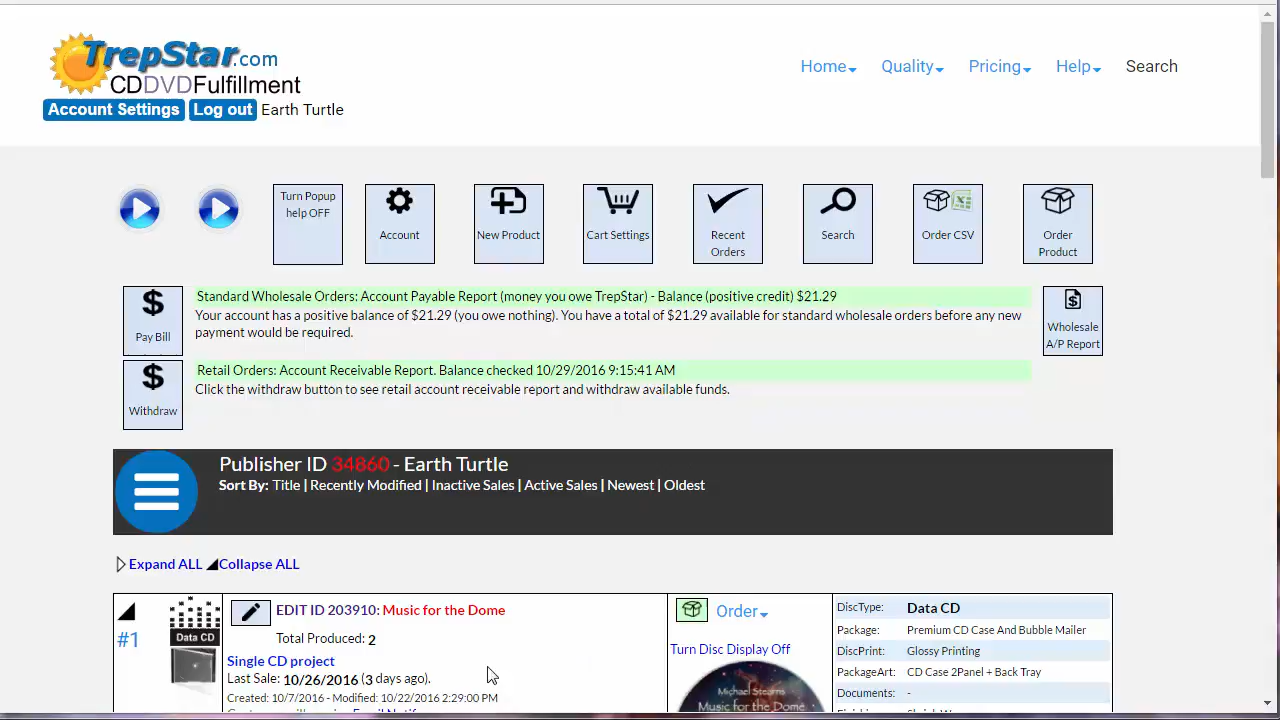 TrepStar.com
CDDVDFulfillment
Account Settings Log out Earth Turtle
Home Quality Pricing Help Search
Turn Popup help OFF
Account
New Product
Cart Settings
Recent Orders
Search
Order CSV
Order Product
Pay Bill
Standard Wholesale Orders: Account Payable Report (money you owe TrepStar) - Balance (positive credit) $21.29
Your account has a positive balance of $21.29 (you owe nothing). You have a total of $21.29 available for standard wholesale orders before any new
payment would be required.
Wholesale A/P Report
Withdraw
Retail Orders: Account Receivable Report. Balance checked 10/29/2016 9:15:41 AM
Click the withdraw button to see retail account receivable report and withdraw available funds.
Publisher ID 34860 - Earth Turtle
Sort By: Title | Recently Modified | Inactive Sales | Active Sales | Newest | Oldest
Expand ALL Collapse ALL
#1
Data CD
EDIT ID 203910: Music for the Dome
Total Produced: 2
Single CD project
Last Sale: 10/26/2016 (3 days ago).
Created: 10/7/2016 - Modified: 10/22/2016 2:29:00 PM
Order
Turn Disc Display Off
Michael Stearns
Music for the Dome
DiscType: Data CD
Package: Premium CD Case And Bubble Mailer
DiscPrint: Glossy Printing
PackageArt: CD Case 2Panel + Back Tray
Documents: -